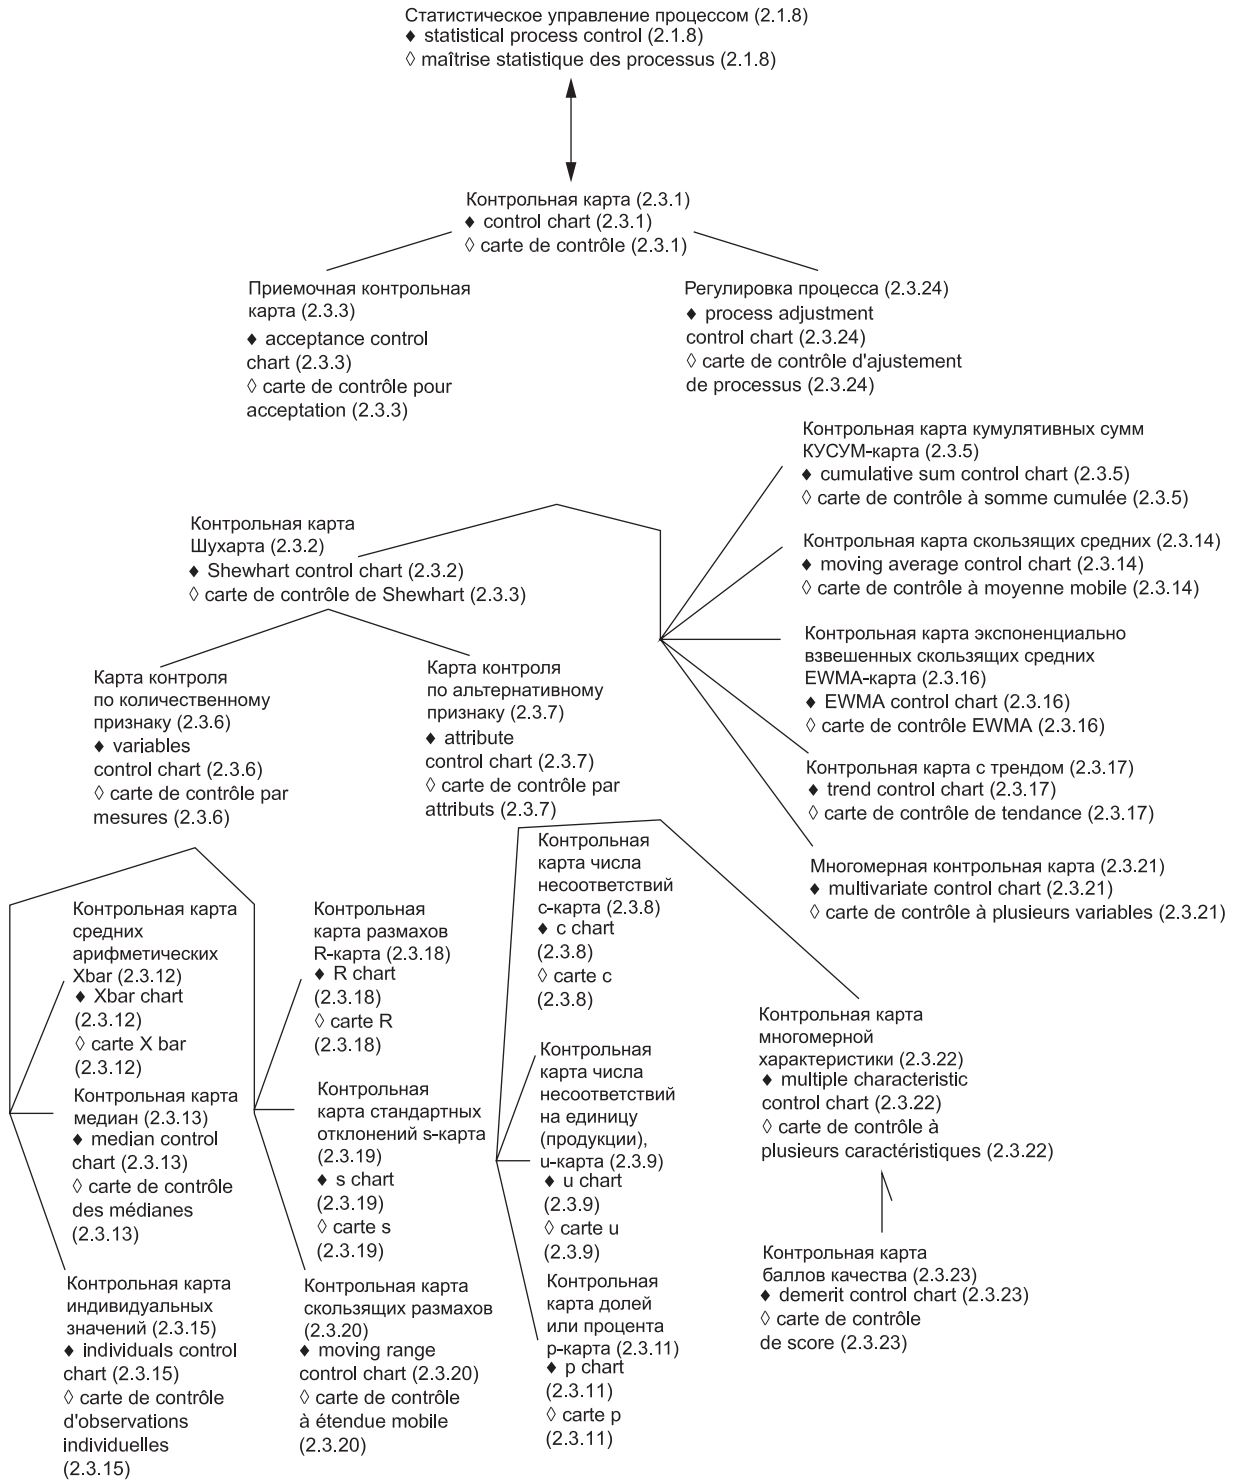 Статистическое управление процессом (2.1.8)
♦ statistical process control (2.1.8)
◊ maîtrise statistique des processus (2.1.8)
Контрольная карта (2.3.1)
♦ control chart (2.3.1)
◊ carte de contrôle (2.3.1)
Приемочная контрольная
карта (2.3.3)
♦ acceptance control
chart (2.3.3)
◊ carte de contrôle pour
acceptation (2.3.3)
Регулировка процесса (2.3.24)
♦ process adjustment
control chart (2.3.24)
◊ carte de contrôle d'ajustement
de processus (2.3.24)
Контрольная карта кумулятивных сумм
КУСУМ-карта (2.3.5)
♦ cumulative sum control chart (2.3.5)
◊ carte de contrôle à somme cumulée (2.3.5)
Контрольная карта
Шухарта (2.3.2)
♦ Shewhart control chart (2.3.2)
◊ carte de contrôle de Shewhart (2.3.3)
Контрольная карта скользящих средних (2.3.14)
♦ moving average control chart (2.3.14)
◊ carte de contrôle à moyenne mobile (2.3.14)
Контрольная карта экспоненциально
взвешенных скользящих средних
EWMA-карта (2.3.16)
♦ EWMA control chart (2.3.16)
◊ carte de contrôle EWMA (2.3.16)
Контрольная карта с трендом (2.3.17)
♦ trend control chart (2.3.17)
◊ carte de contrôle de tendance (2.3.17)
Многомерная контрольная карта (2.3.21)
♦ multivariate control chart (2.3.21)
◊ carte de contrôle à plusieurs variables (2.3.21)
Карта контроля
по количественному
признаку (2.3.6)
♦ variables
control chart (2.3.6)
◊ carte de contrôle par
mesures (2.3.6)
Карта контроля
по альтернативному
признаку (2.3.7)
♦ attribute
control chart (2.3.7)
◊ carte de contrôle par
attributs (2.3.7)
Контрольная карта
средних
арифметических
Xbar (2.3.12)
♦ Xbar chart
(2.3.12)
◊ carte X bar
(2.3.12)
Контрольная карта
медиан (2.3.13)
♦ median control
chart (2.3.13)
◊ carte de contrôle
des médianes
(2.3.13)
Контрольная карта
индивидуальных
значений (2.3.15)
♦ individuals control
chart (2.3.15)
◊ carte de contrôle
d'observations
individuelles
(2.3.15)
Контрольная
карта размахов
R-карта (2.3.18)
♦ R chart
(2.3.18)
◊ carte R
(2.3.18)
Контрольная
карта стандартных
отклонений s-карта
(2.3.19)
♦ s chart
(2.3.19)
◊ carte s
(2.3.19)
Контрольная карта
скользящих размахов
(2.3.20)
♦ moving range
control chart (2.3.20)
◊ carte de contrôle
à étendue mobile
(2.3.20)
Контрольная
карта числа
несоответствий
с-карта (2.3.8)
♦ c chart
(2.3.8)
◊ carte c
(2.3.8)
Контрольная
карта числа
несоответствий
на единицу
(продукции),
u-карта (2.3.9)
♦ u chart
(2.3.9)
◊ carte u
(2.3.9)
Контрольная
карта долей
или процента
p-карта (2.3.11)
♦ p chart
(2.3.11)
◊ carte p
(2.3.11)
Контрольная карта
многомерной
характеристики (2.3.22)
♦ multiple characteristic
control chart (2.3.22)
◊ carte de contrôle à
plusieurs caractéristiques (2.3.22)
Контрольная карта
баллов качества (2.3.23)
♦ demerit control chart (2.3.23)
◊ carte de contrôle
de score (2.3.23)